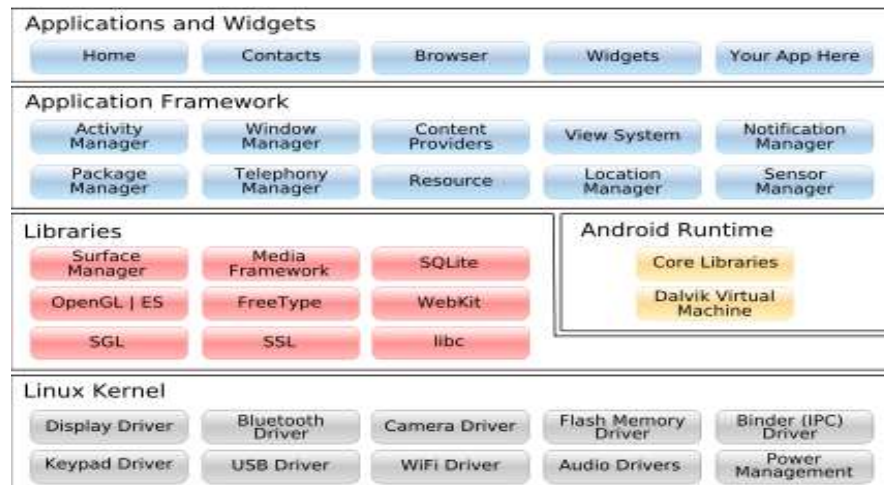 Applications and Widgets
Home
Contacts
Browser
Widgets
Your App Here
Application Framework
Activity
Manager
Window
Manager
Content
Providers
View System
Notification
Manager
Package
Manager
Telephony
Manager
Resource
Location
Manager
Sensor
Manager
Libraries
Surface
Manager
Media
Framework
SQLite
OpenGL | ES
FreeType
WebKit
SGL
SSL
libc
Android Runtime
Core Libraries
Dalvik Virtual
Machine
Linux Kernel
Display Driver
Bluetooth
Driver
Camera Driver
Flash Memory
Driver
Binder (IPC)
Driver
Keypad Driver
USB Driver
WiFi Driver
Audio Drivers
Power
Management